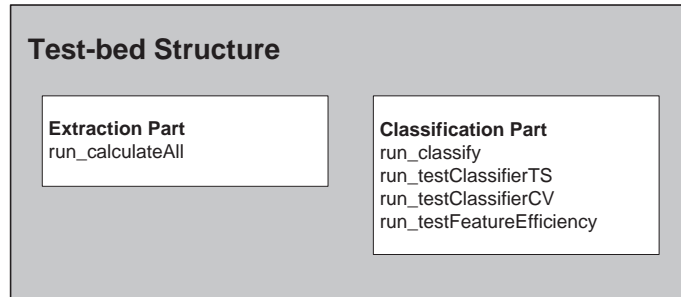 Test-bed Structure
Extraction Part
run_calculateAll
Classification Part
run_classify
run_testClassifierTS
run_testClassifierCV
run_testFeatureEfficiency